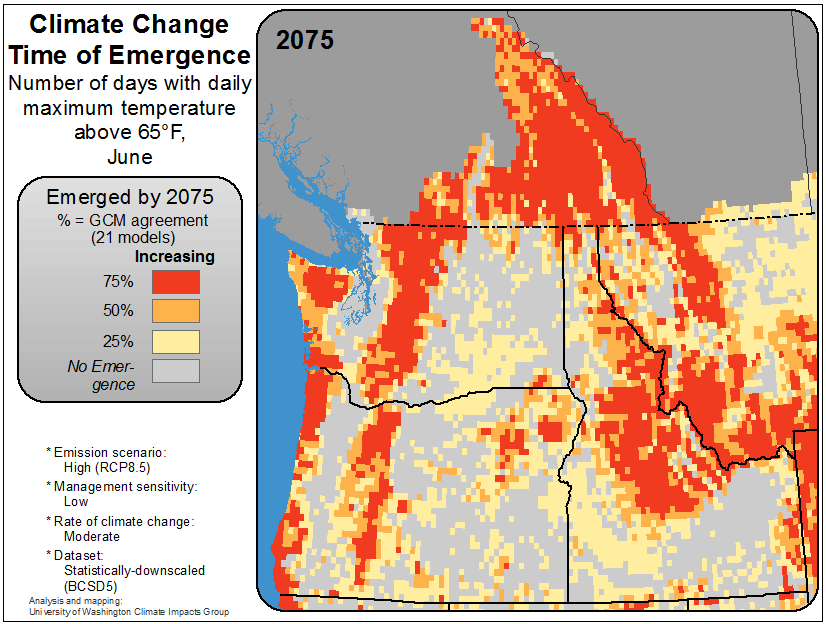 Climate Change
Time of Emergence
Number of days with daily
maximum temperature
above 65°F,
June
2075
Emerged by 2075
% = GCM agreement
(21 models)
Increasing
75%
50%
25%
No Emer-
gence
* Emission scenario:
High (RCP8.5)
* Management sensitivity:
Low
* Rate of climate change:
Moderate
* Dataset:
Statistically-downscaled
(BCSD5)
Analysis and mapping:
University of Washington Climate Impacts Group